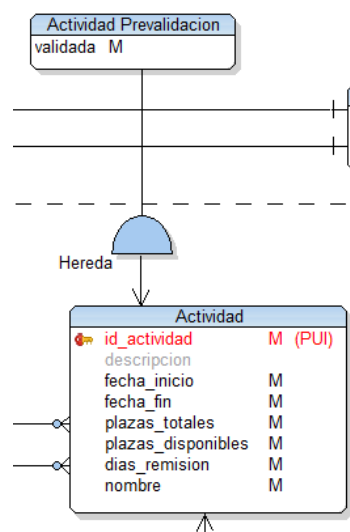 Actividad Prevalidacion
validada M
Hereda
Actividad
id_actividad M (PUI)
descripcion
fecha_inicio M
fecha_fin M
plazas_totales M
plazas_disponibles M
dias_remision M
nombre M